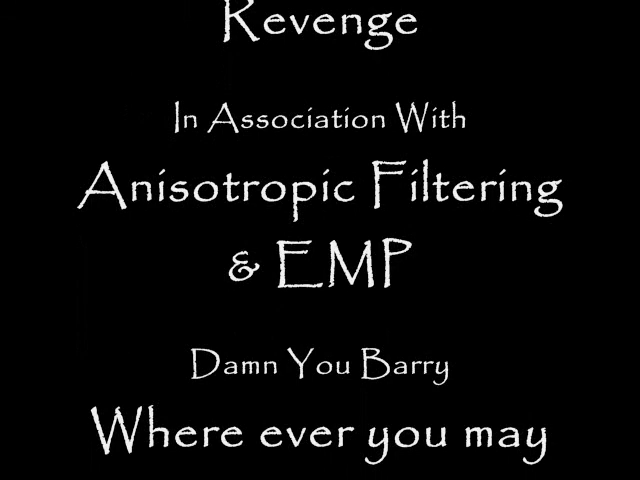 Revenge
In Association With
Anisotropic Filtering
& EMP
Damn You Barry
Where ever you may